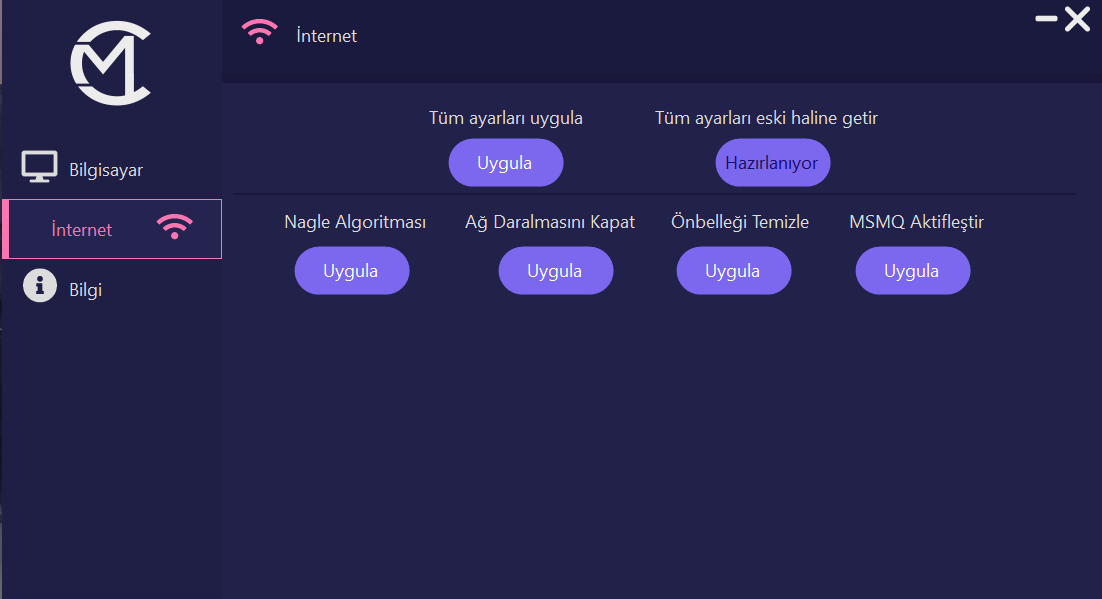 İnternet
Bilgisayar
İnternet
Bilgi
Tüm ayarları uygula
Tüm ayarları eski haline getir
Uygula
Hazırlanıyor
Nagle Algoritması
Ağ Daralmasını Kapat
Önbelleği Temizle
MSMQ Aktifleştir
Uygula
Uygula
Uygula
Uygula